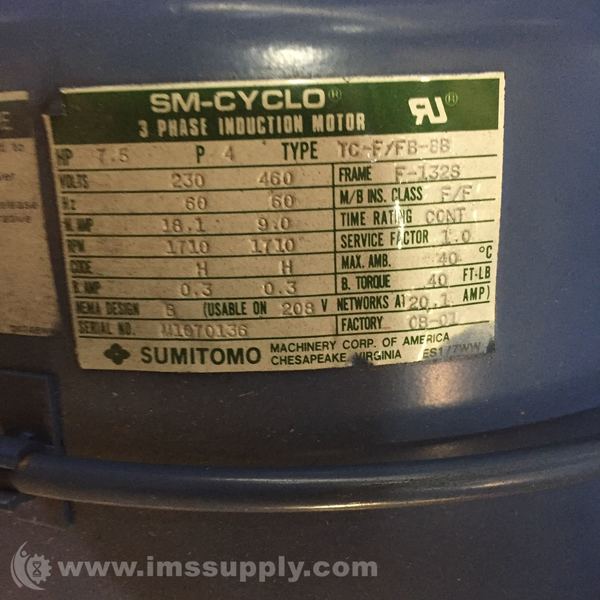 SM-CYCLO®
3 PHASE INDUCTION MOTOR
HP 7.5 P 4 TYPE TC-F/FB-8B
VOLTS 230 460 FRAME F-132S
Hz 60 60 M/B INS. CLASS F/F
AMP 18.1 9.0 TIME RATING CONT
RPM 1710 1710 SERVICE FACTOR 1.0
CODE H H MAX. AMB. 40 °C
B. AMP 0.3 0.3 B. TORQUE 40 FT-LB
NEMA DESIGN B (USABLE ON 208 V NETWORKS AT 20.1 AMP)
SERIAL NO. M1070136 FACTORY CB-01
SUMITOMO MACHINERY CORP. OF AMERICA
CHESAPEAKE, VIRGINIA
www.imssupply.com